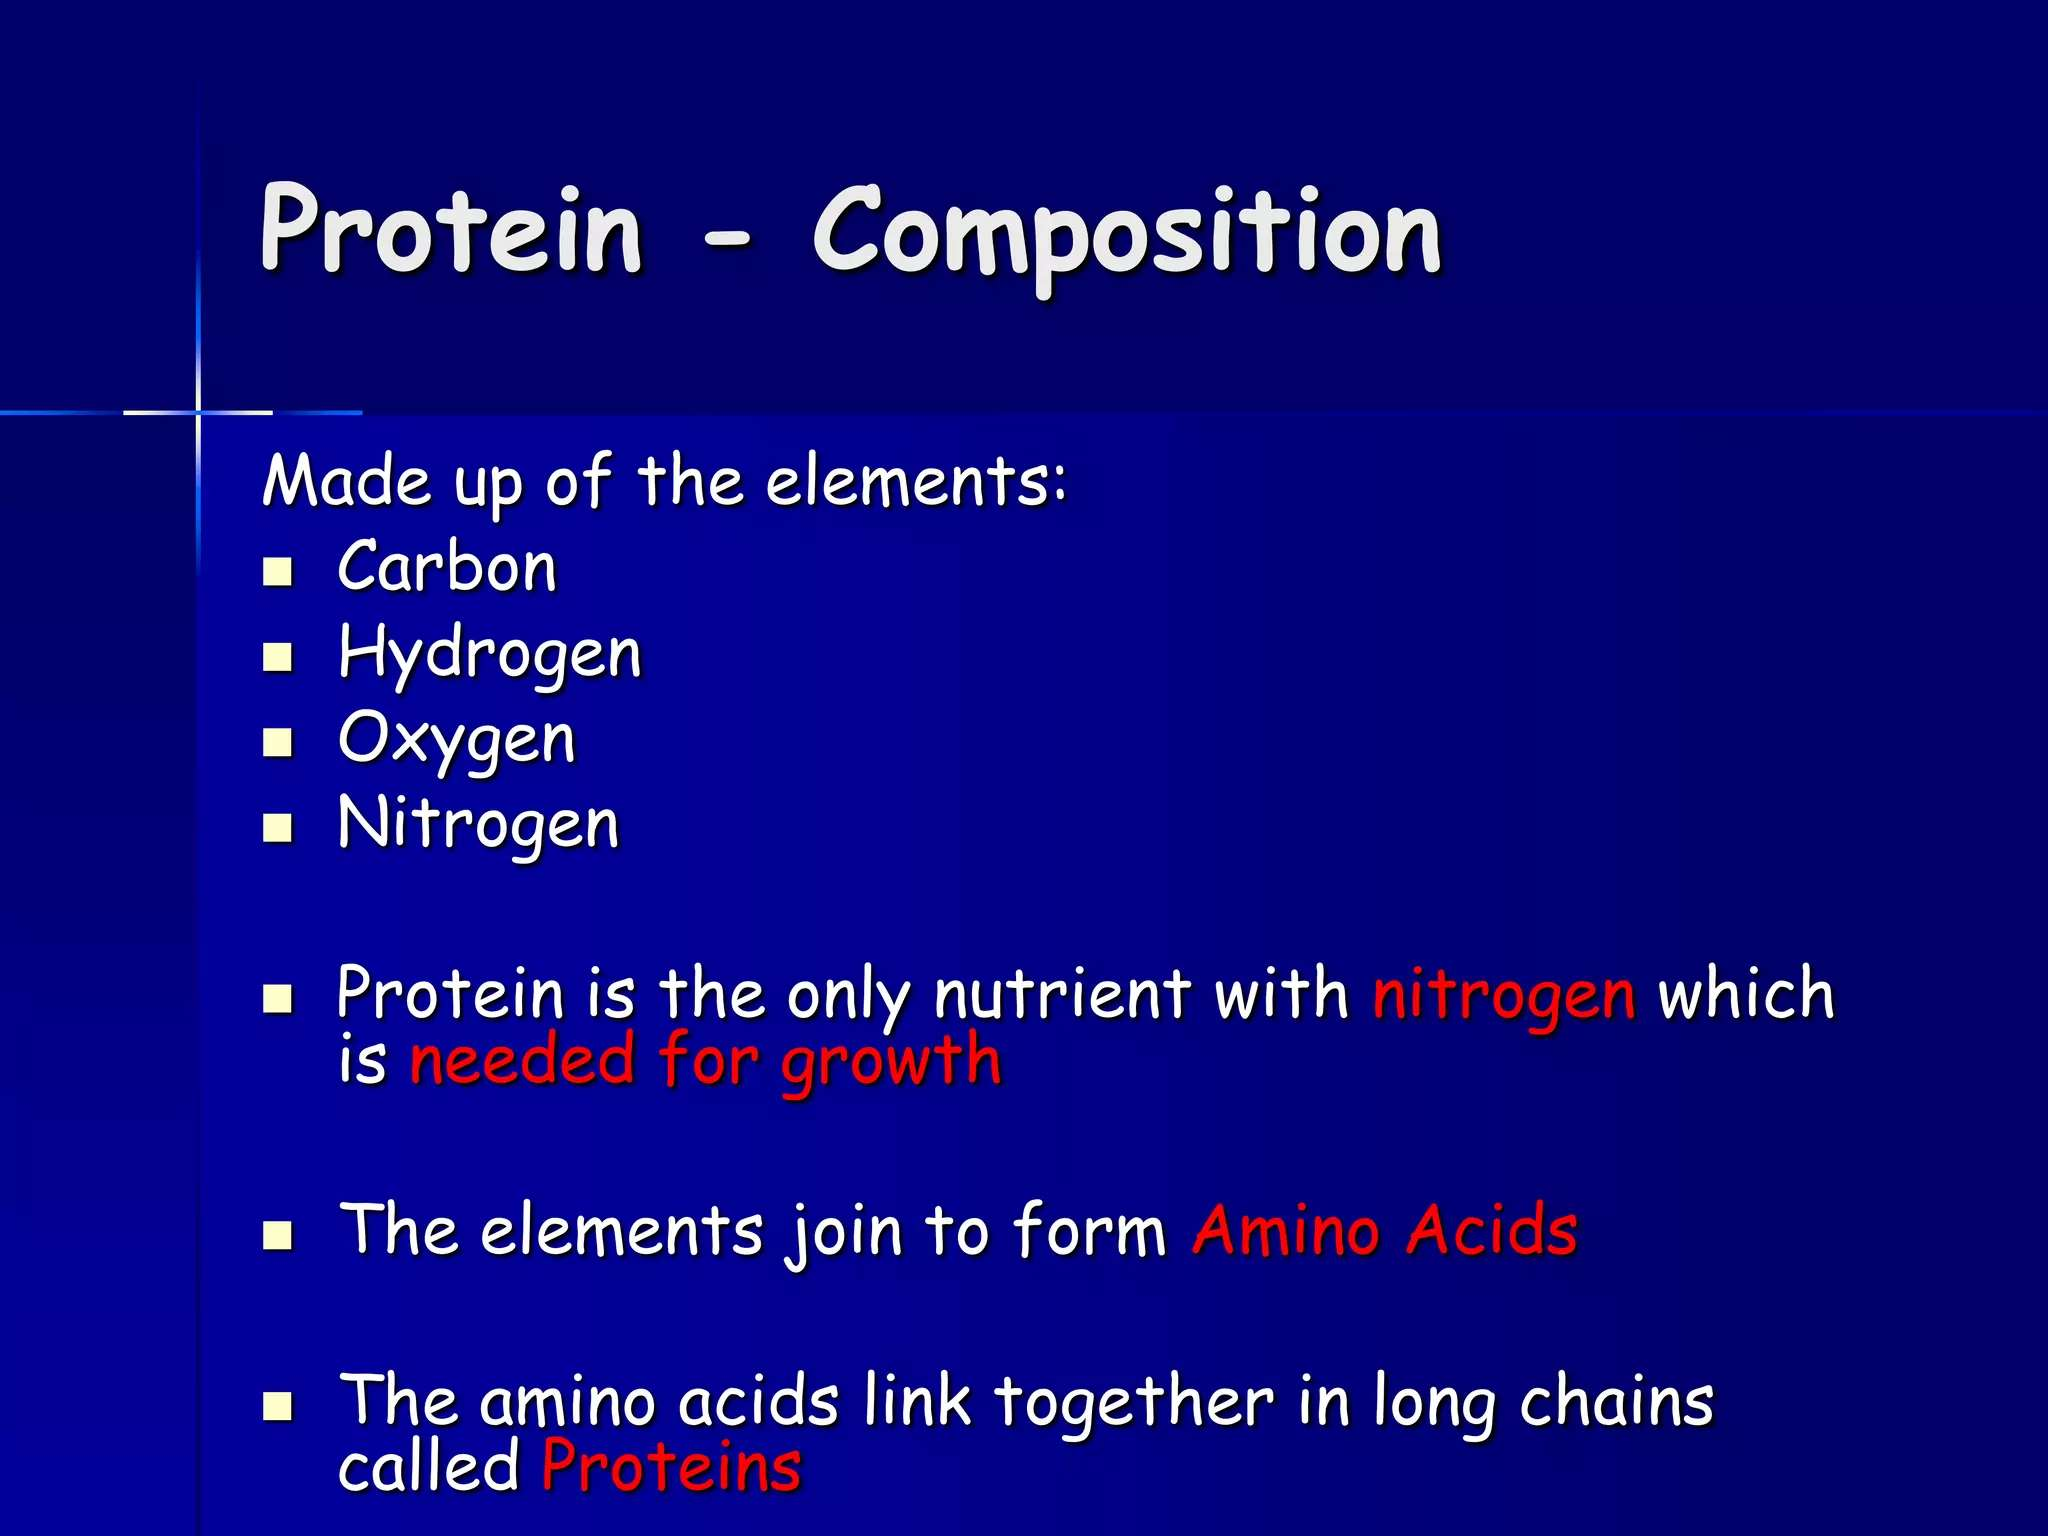 Protein - Composition
Made up of the elements:
Carbon
Hydrogen
Oxygen
Nitrogen
Protein is the only nutrient with nitrogen which
is needed for growth
The elements join to form Amino Acids
The amino acids link together in long chains
called Proteins